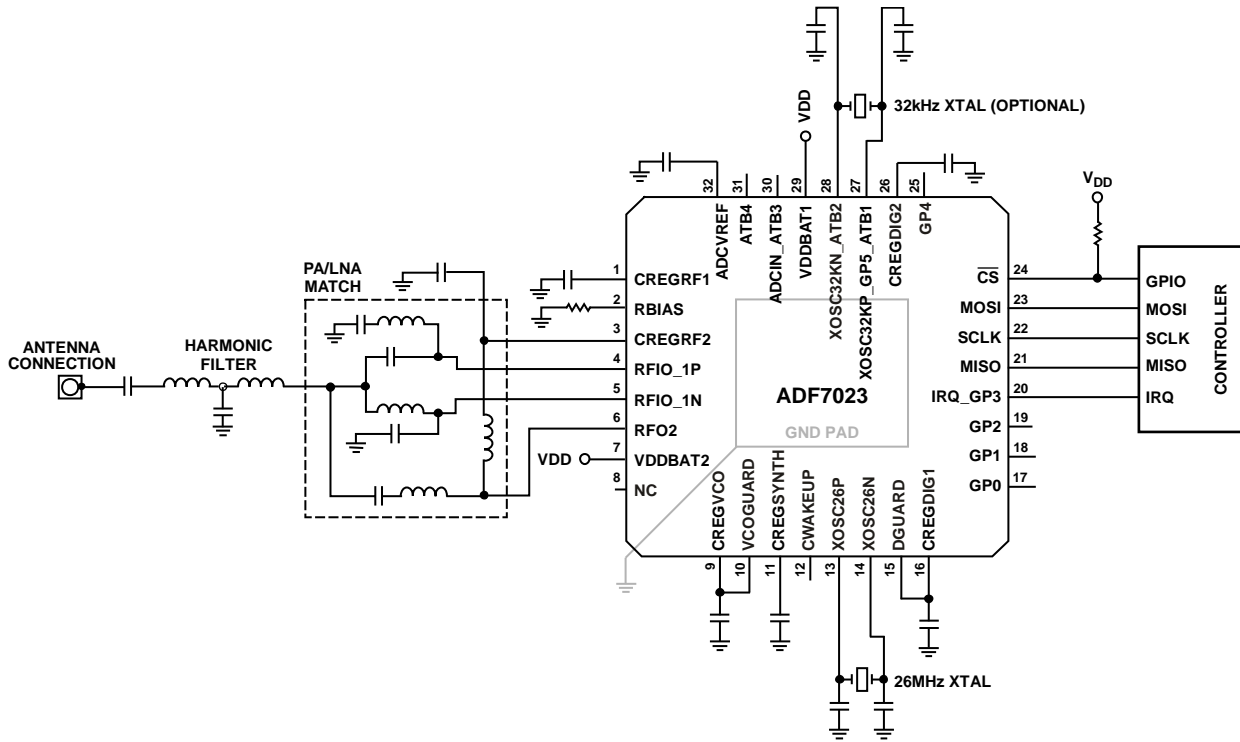 32kHz XTAL (OPTIONAL)
VDD
32
31
30
29
28
27
26
25
ADCVREF
ATB4
ADCIN_ATB3
VDDBAT1
XOSC32KN_ATB2
XOSC32KP_GP5_ATB1
CREGDIG2
GP4
VDD
PA/LNA
MATCH
ANTENNA
CONNECTION
HARMONIC
FILTER
1 CREGRF1
2 RBIAS
3 CREGRF2
4 RFIO_1P
5 RFIO_1N
6 RFO2
VDD
7 VDDBAT2
8 NC
ADF7023
GND PAD
CS 24
MOSI 23
SCLK 22
MISO 21
IRQ_GP3 20
GP2 19
GP1 18
GP0 17
GPIO
MOSI
SCLK
MISO
IRQ
CONTROLLER
CREGVCO
VCOGUARD
CREGSYNTH
CWAKEUP
XOSC26P
XOSC26N
DGUARD
CREGDIG1
9
10
11
12
13
14
15
16
26MHz XTAL